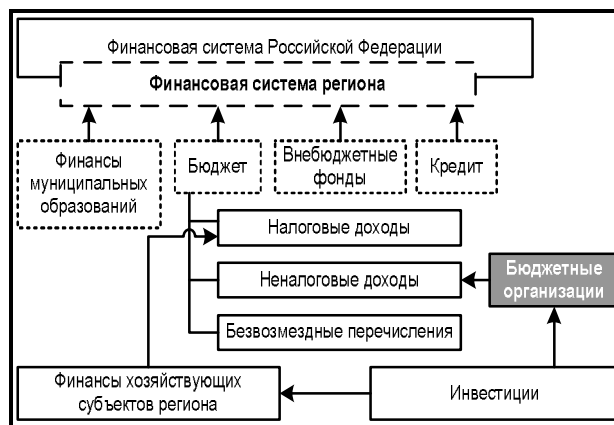 Финансовая система Российской Федерации
Финансовая система региона
Финансы
муниципальных
образований
Бюджет
Внебюджетные
фонды
Кредит
Налоговые доходы
Неналоговые доходы
Бюджетные
организации
Безвозмездные перечисления
Финансы хозяйствующих
субъектов региона
Инвестиции